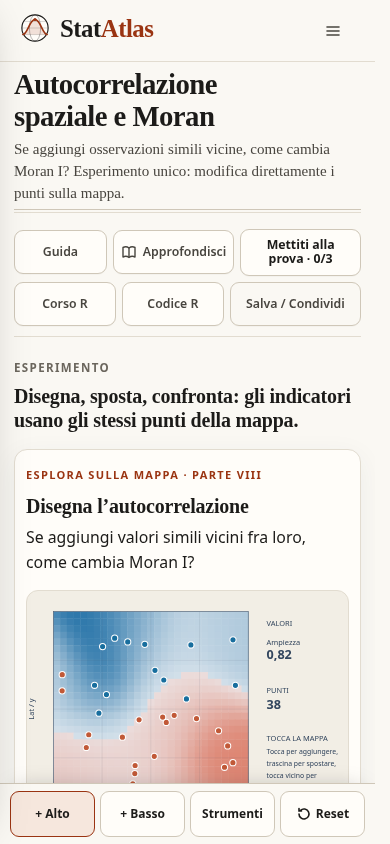 StatAtlas
Autocorrelazione
spaziale e Moran
Se aggiungi osservazioni simili vicine, come cambia
Moran I? Esperimento unico: modifica direttamente i
punti sulla mappa.
Guida
Approfondisci
Mettiti alla
prova · 0/3
Corso R
Codice R
Salva / Condividi
ESPERIMENTO
Disegna, sposta, confronta: gli indicatori
usano gli stessi punti della mappa.
ESPLORA SULLA MAPPA · PARTE VIII
Disegna l’autocorrelazione
Se aggiungi valori simili vicini fra loro,
come cambia Moran I?
Lat / y
VALORI
Ampiezza
0,82
PUNTI
38
TOCCA LA MAPPA
Tocca per aggiungere,
trascina per spostare,
tocca vicino per
+ Alto
+ Basso
Strumenti
Reset